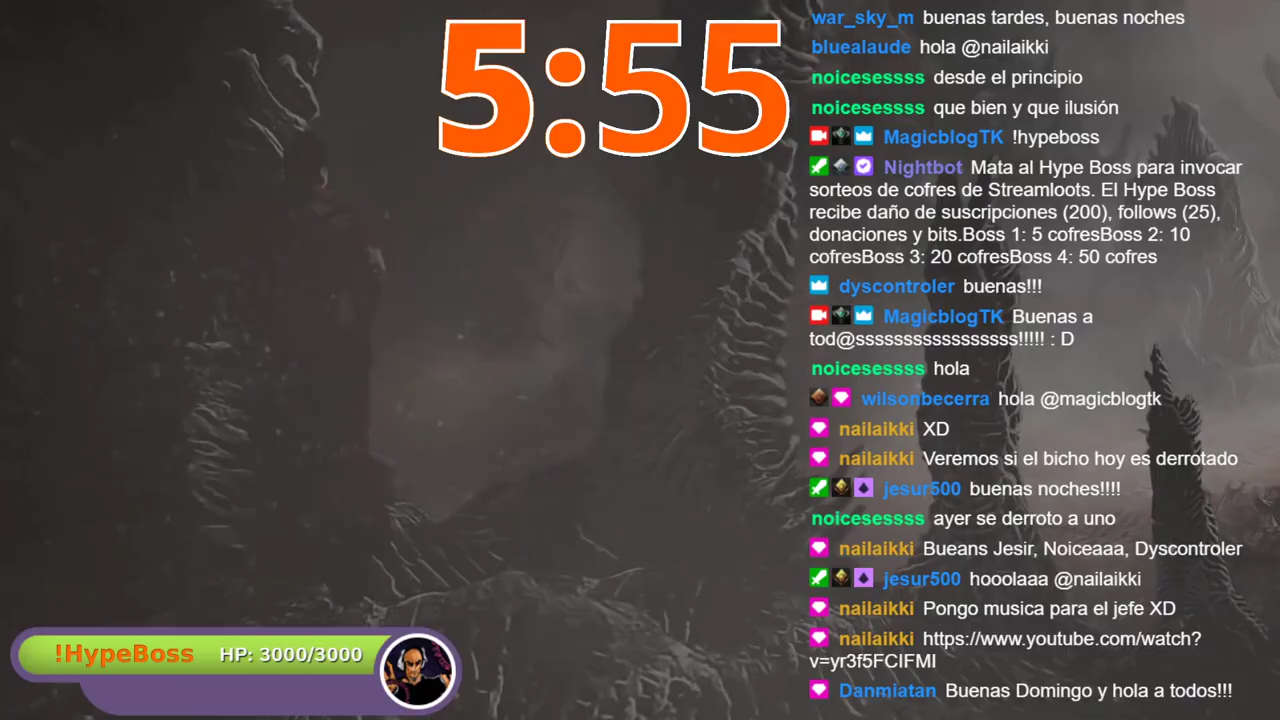 5:55
war_sky_m buenas tardes, buenas noches
bluealaude hola @nailaikki
noicesessss desde el principio
noicesessss que bien y que ilusión
MagicblogTK !hypeboss
Nightbot Mata al Hype Boss para invocar
sorteos de cofres de Streamloots. El Hype Boss
recibe daño de suscripciones (200), follows (25),
donaciones y bits.Boss 1: 5 cofresBoss 2: 10
cofresBoss 3: 20 cofresBoss 4: 50 cofres
dyscontroler buenas!!!
MagicblogTK Buenas a
tod@sssssssssssssssss!!!!! : D
noicesessss hola
wilsonbecerra hola @magicblogtk
nailaikki XD
nailaikki Veremos si el bicho hoy es derrotado
jesur500 buenas noches!!!!
noicesessss ayer se derroto a uno
nailaikki Bueans Jesir, Noiceaaa, Dyscontroler
jesur500 hooolaaa @nailaikki
nailaikki Pongo musica para el jefe XD
nailaikki https://www.youtube.com/watch?
v=yr3f5FCIFMI
Danmiatan Buenas Domingo y hola a todos!!!
!HypeBoss HP: 3000/3000